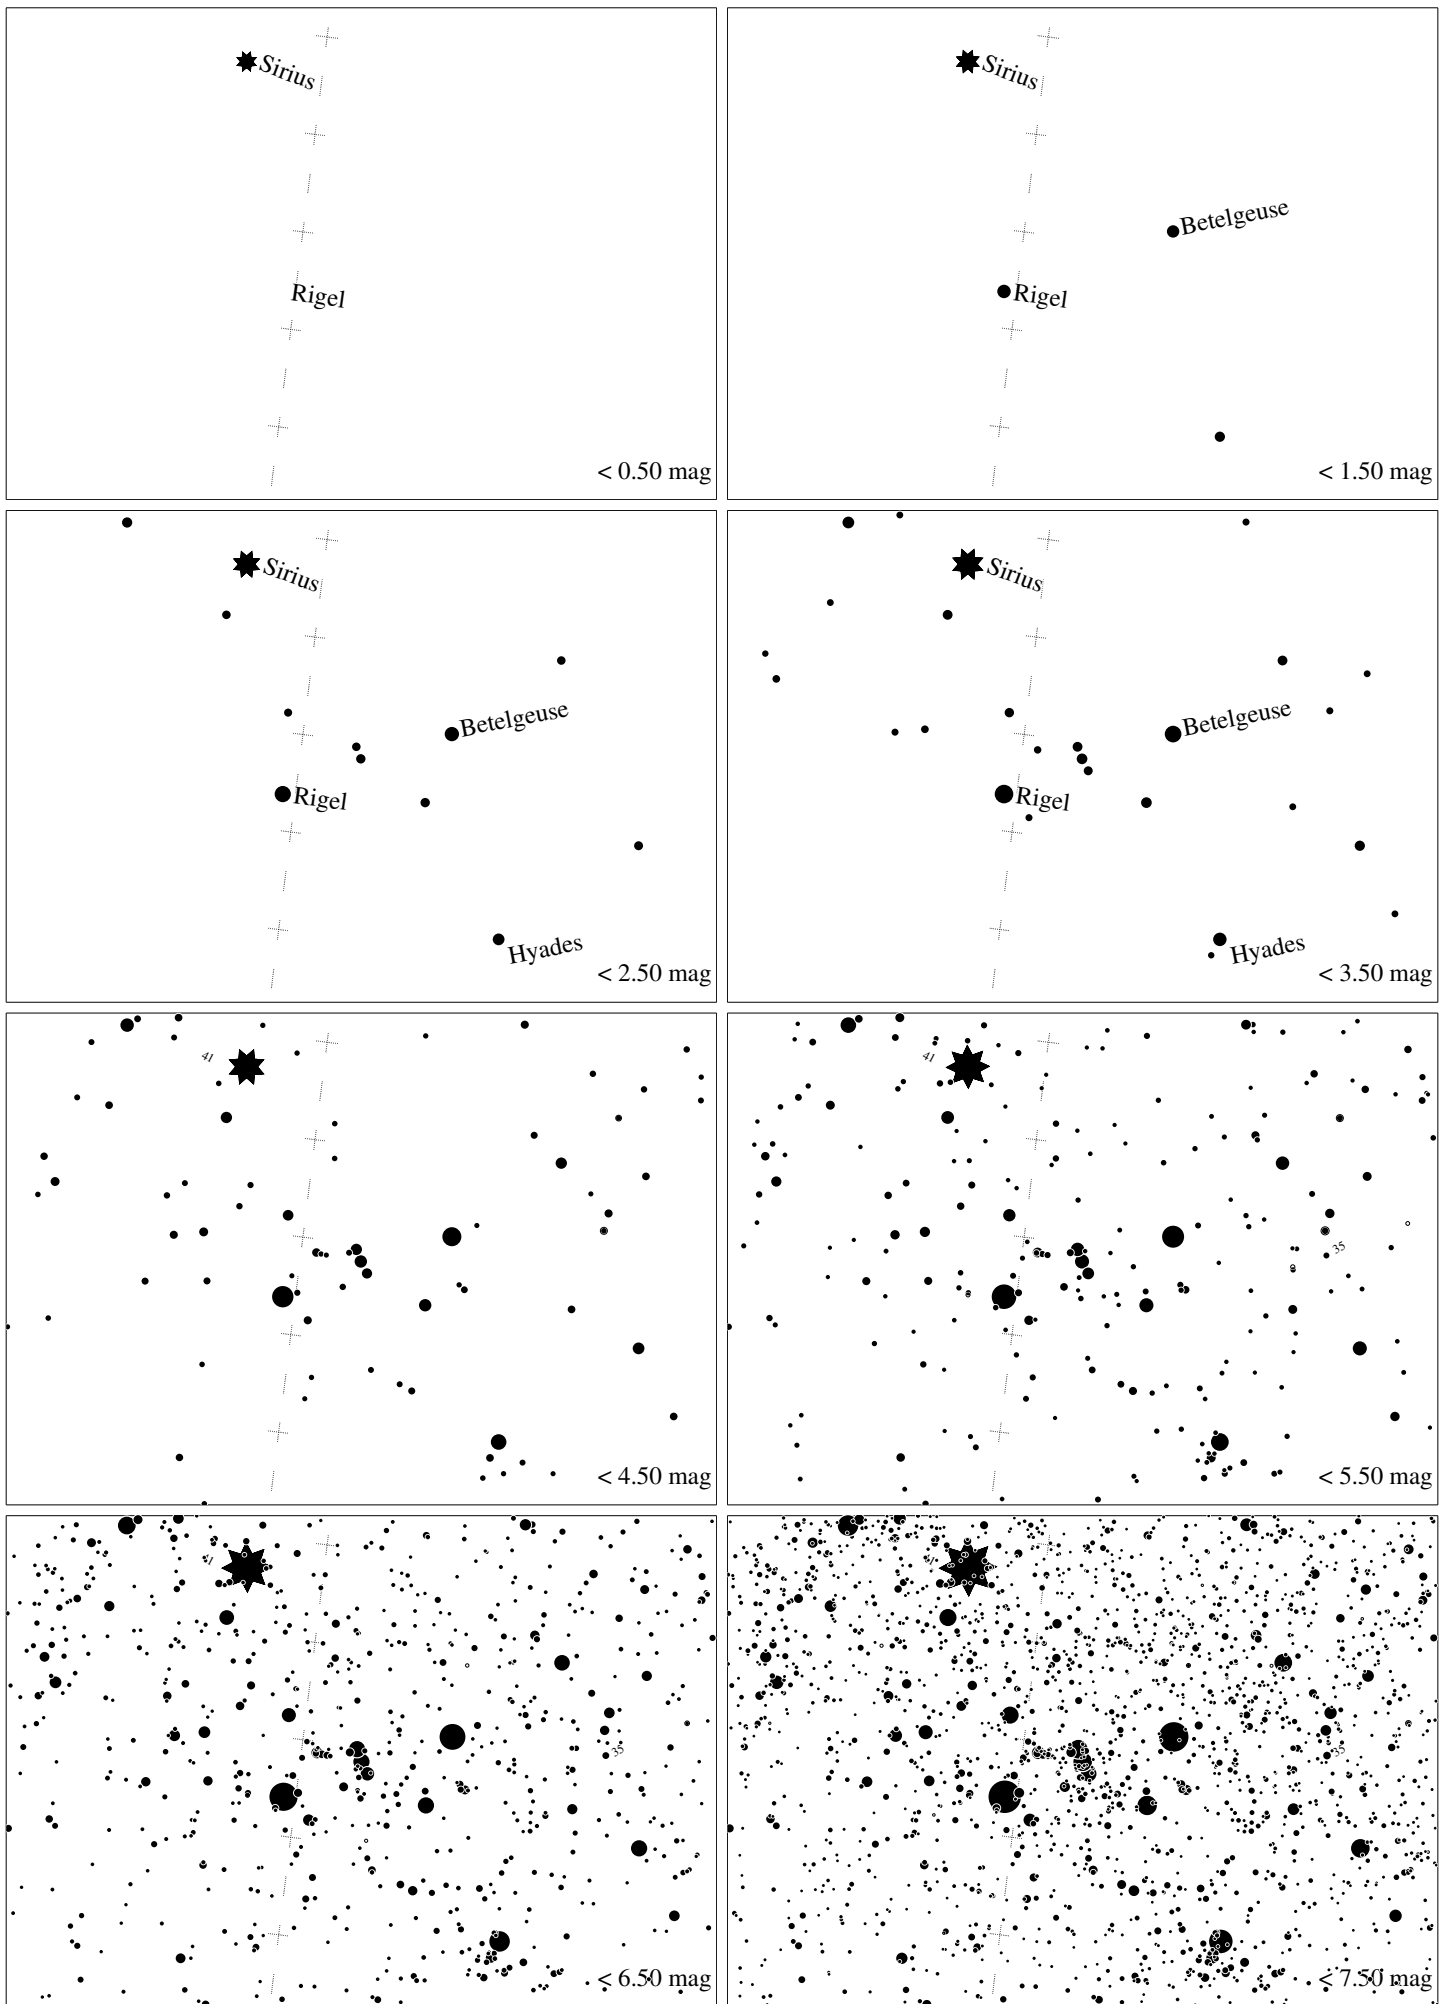 Sirius
Rigel
< 0.50 mag
Sirius
Betelgeuse
Rigel
< 1.50 mag
Sirius
Betelgeuse
Rigel
Hyades
< 2.50 mag
Sirius
Betelgeuse
Rigel
Hyades
< 3.50 mag
41
< 4.50 mag
41
35
< 5.50 mag
41
35
< 6.50 mag
41
35
< 7.50 mag